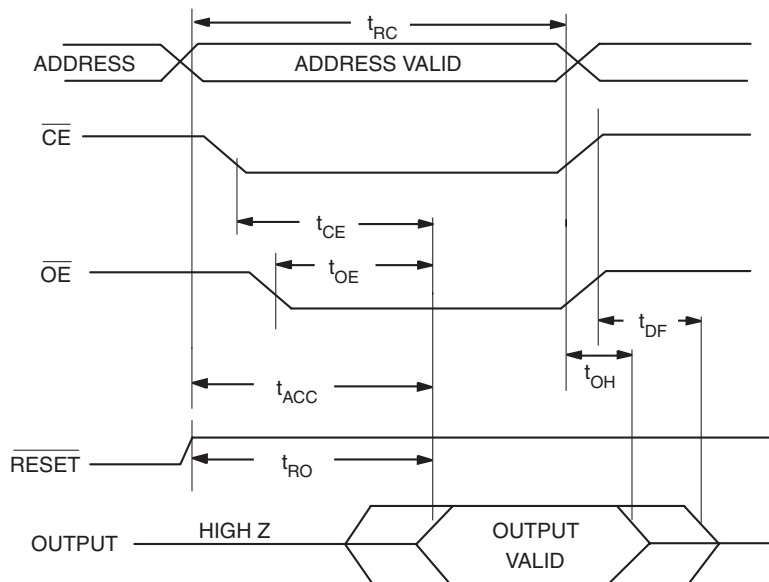 tRC
ADDRESS
ADDRESS VALID
CE
tCE
tOE
OE
tDF
tOH
tACC
RESET
tRO
OUTPUT
HIGH Z
OUTPUT
VALID